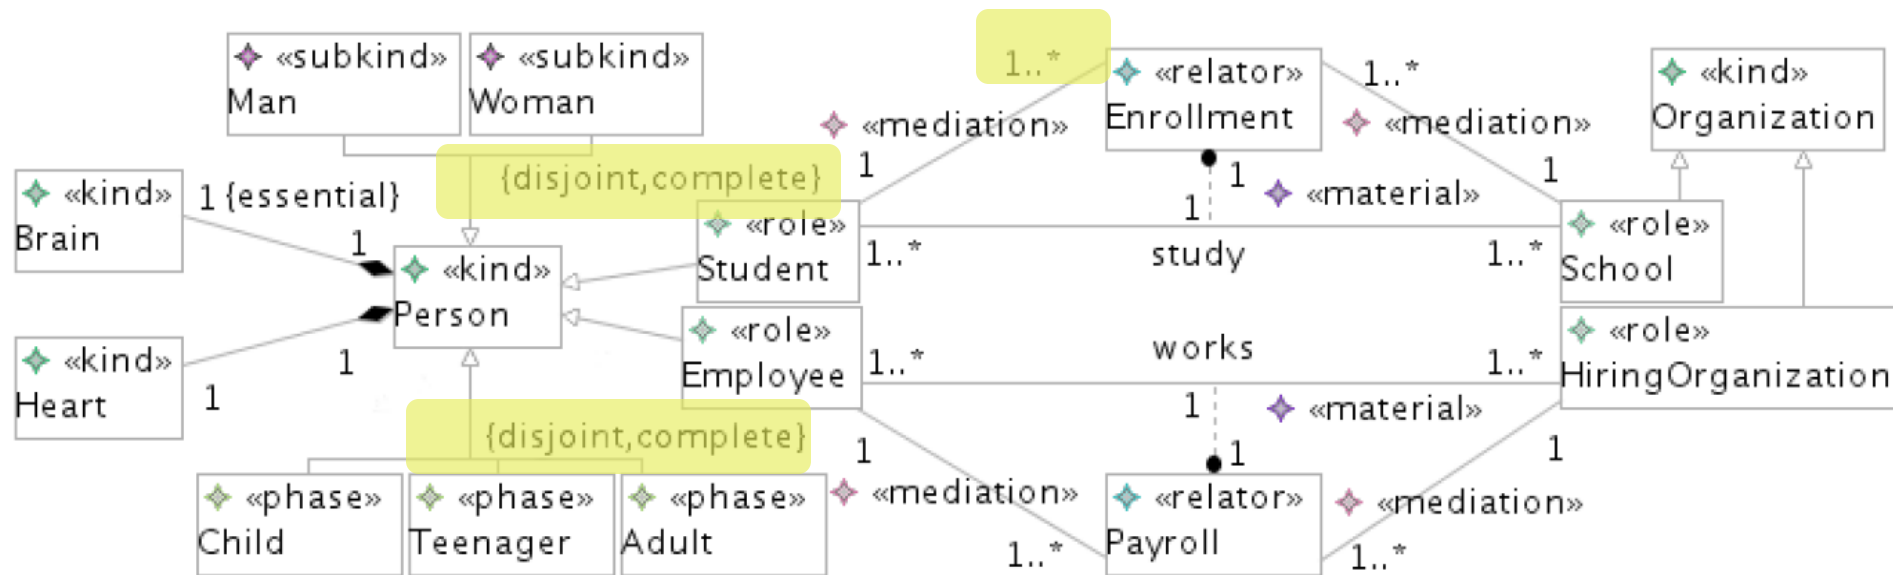 «subkind»
Man
«subkind»
Woman
{disjoint,complete}
«kind»
Brain
1 {essential}
1
«kind»
Person
«kind»
Heart
1
1
{disjoint,complete}
«phase»
Child
«phase»
Teenager
«phase»
Adult
«role»
Student
«role»
Employee
1..*
«mediation»
1
«relator»
Enrollment
1..*
«mediation»
1
1
1
«material»
1..*
study
1..*
«kind»
Organization
«role»
School
«role»
HiringOrganization
1..*
works
1..*
1
«material»
1
1
«mediation»
1..*
«relator»
Payroll
1
«mediation»
1..*